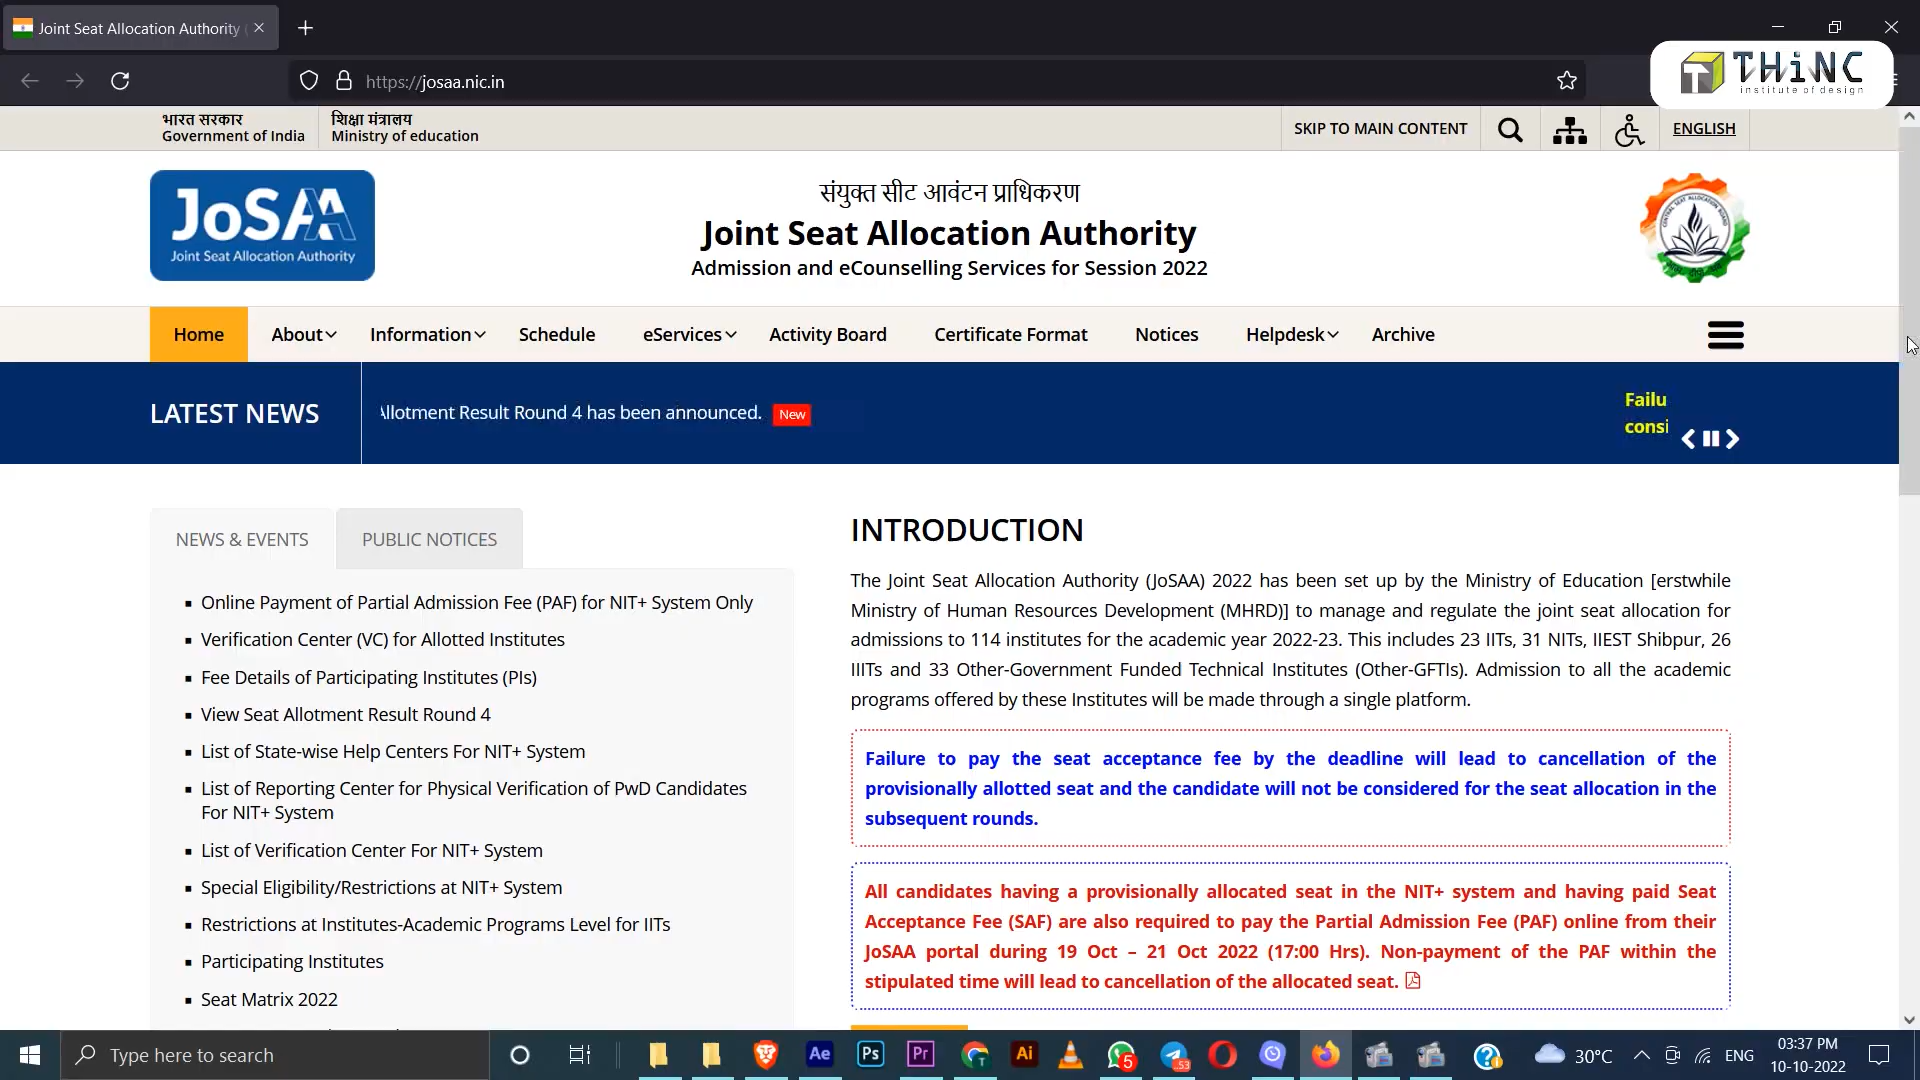 Joint Seat Allocation Authority
https://josaa.nic.in
THiNC
institute of design
भारत सरकार
Government of India
शिक्षा मंत्रालय
Ministry of education
SKIP TO MAIN CONTENT
ENGLISH
JoSAA
Joint Seat Allocation Authority
संयुक्त सीट आवंटन प्राधिकरण
Joint Seat Allocation Authority
Admission and eCounselling Services for Session 2022
Home
About
Information
Schedule
eServices
Activity Board
Certificate Format
Notices
Helpdesk
Archive
LATEST NEWS
Allotment Result Round 4 has been announced. New
Failu
consi
NEWS & EVENTS
PUBLIC NOTICES
Online Payment of Partial Admission Fee (PAF) for NIT+ System Only
Verification Center (VC) for Allotted Institutes
Fee Details of Participating Institutes (PIs)
View Seat Allotment Result Round 4
List of State-wise Help Centers For NIT+ System
List of Reporting Center for Physical Verification of PwD Candidates
For NIT+ System
List of Verification Center For NIT+ System
Special Eligibility/Restrictions at NIT+ System
Restrictions at Institutes-Academic Programs Level for IITs
Participating Institutes
Seat Matrix 2022
INTRODUCTION
The Joint Seat Allocation Authority (JoSAA) 2022 has been set up by the Ministry of Education [erstwhile
Ministry of Human Resources Development (MHRD)] to manage and regulate the joint seat allocation for
admissions to 114 institutes for the academic year 2022-23. This includes 23 IITs, 31 NITs, IIEST Shibpur, 26
IIITs and 33 Other-Government Funded Technical Institutes (Other-GFTIs). Admission to all the academic
programs offered by these Institutes will be made through a single platform.
Failure to pay the seat acceptance fee by the deadline will lead to cancellation of the
provisionally allotted seat and the candidate will not be considered for the seat allocation in the
subsequent rounds.
All candidates having a provisionally allocated seat in the NIT+ system and having paid Seat
Acceptance Fee (SAF) are also required to pay the Partial Admission Fee (PAF) online from their
JoSAA portal during 19 Oct – 21 Oct 2022 (17:00 Hrs). Non-payment of the PAF within the
stipulated time will lead to cancellation of the allocated seat.
Type here to search
Ae
Ps
Pr
Ai
5
53
30°C
ENG
03:37 PM
10-10-2022